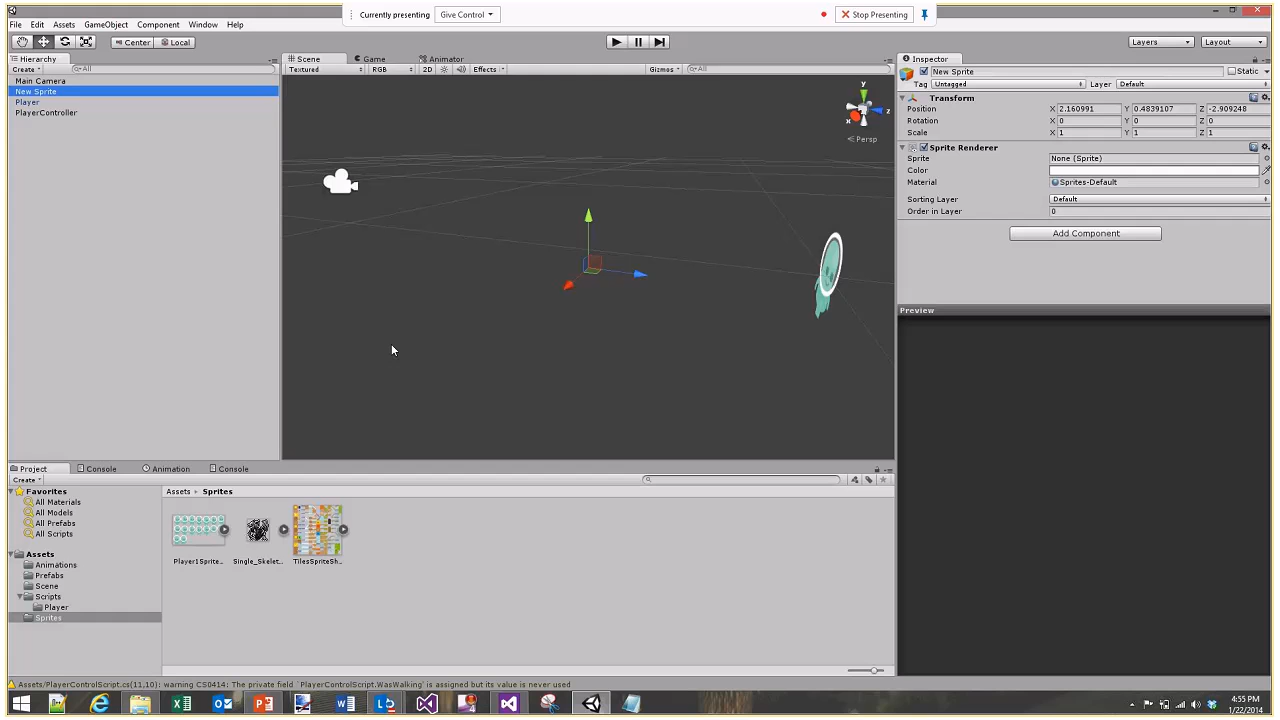 Currently presenting
Give Control
Stop Presenting
File Edit Assets GameObject Component Window Help
Center Local
Layers
Layout
Hierarchy
Create
All
Main Camera
New Sprite
Player
PlayerController
Scene
Game
Animator
Textured
RGB
2D
Effects
Gizmos
All
y
x
z
Persp
Inspector
New Sprite
Static
Tag Untagged
Layer Default
Transform
Position X 2.160991 Y 0.4839107 Z -2.909248
Rotation X 0 Y 0 Z 0
Scale X 1 Y 1 Z 1
Sprite Renderer
Sprite None (Sprite)
Color
Material Sprites-Default
Sorting Layer Default
Order in Layer 0
Add Component
Preview
Project
Console
Animation
Console
Create
Favorites
All Materials
All Models
All Prefabs
All Scripts
Assets
Animations
Prefabs
Scene
Scripts
Player
Sprites
Assets Sprites
Player1Sprite...
Single_Skelet...
TilesSpriteSh...
Assets/PlayerControlScript.cs(11,10): warning CS0414: The private field `PlayerControlScript.WasWalking' is assigned but its value is never used
4:55 PM
1/22/2014